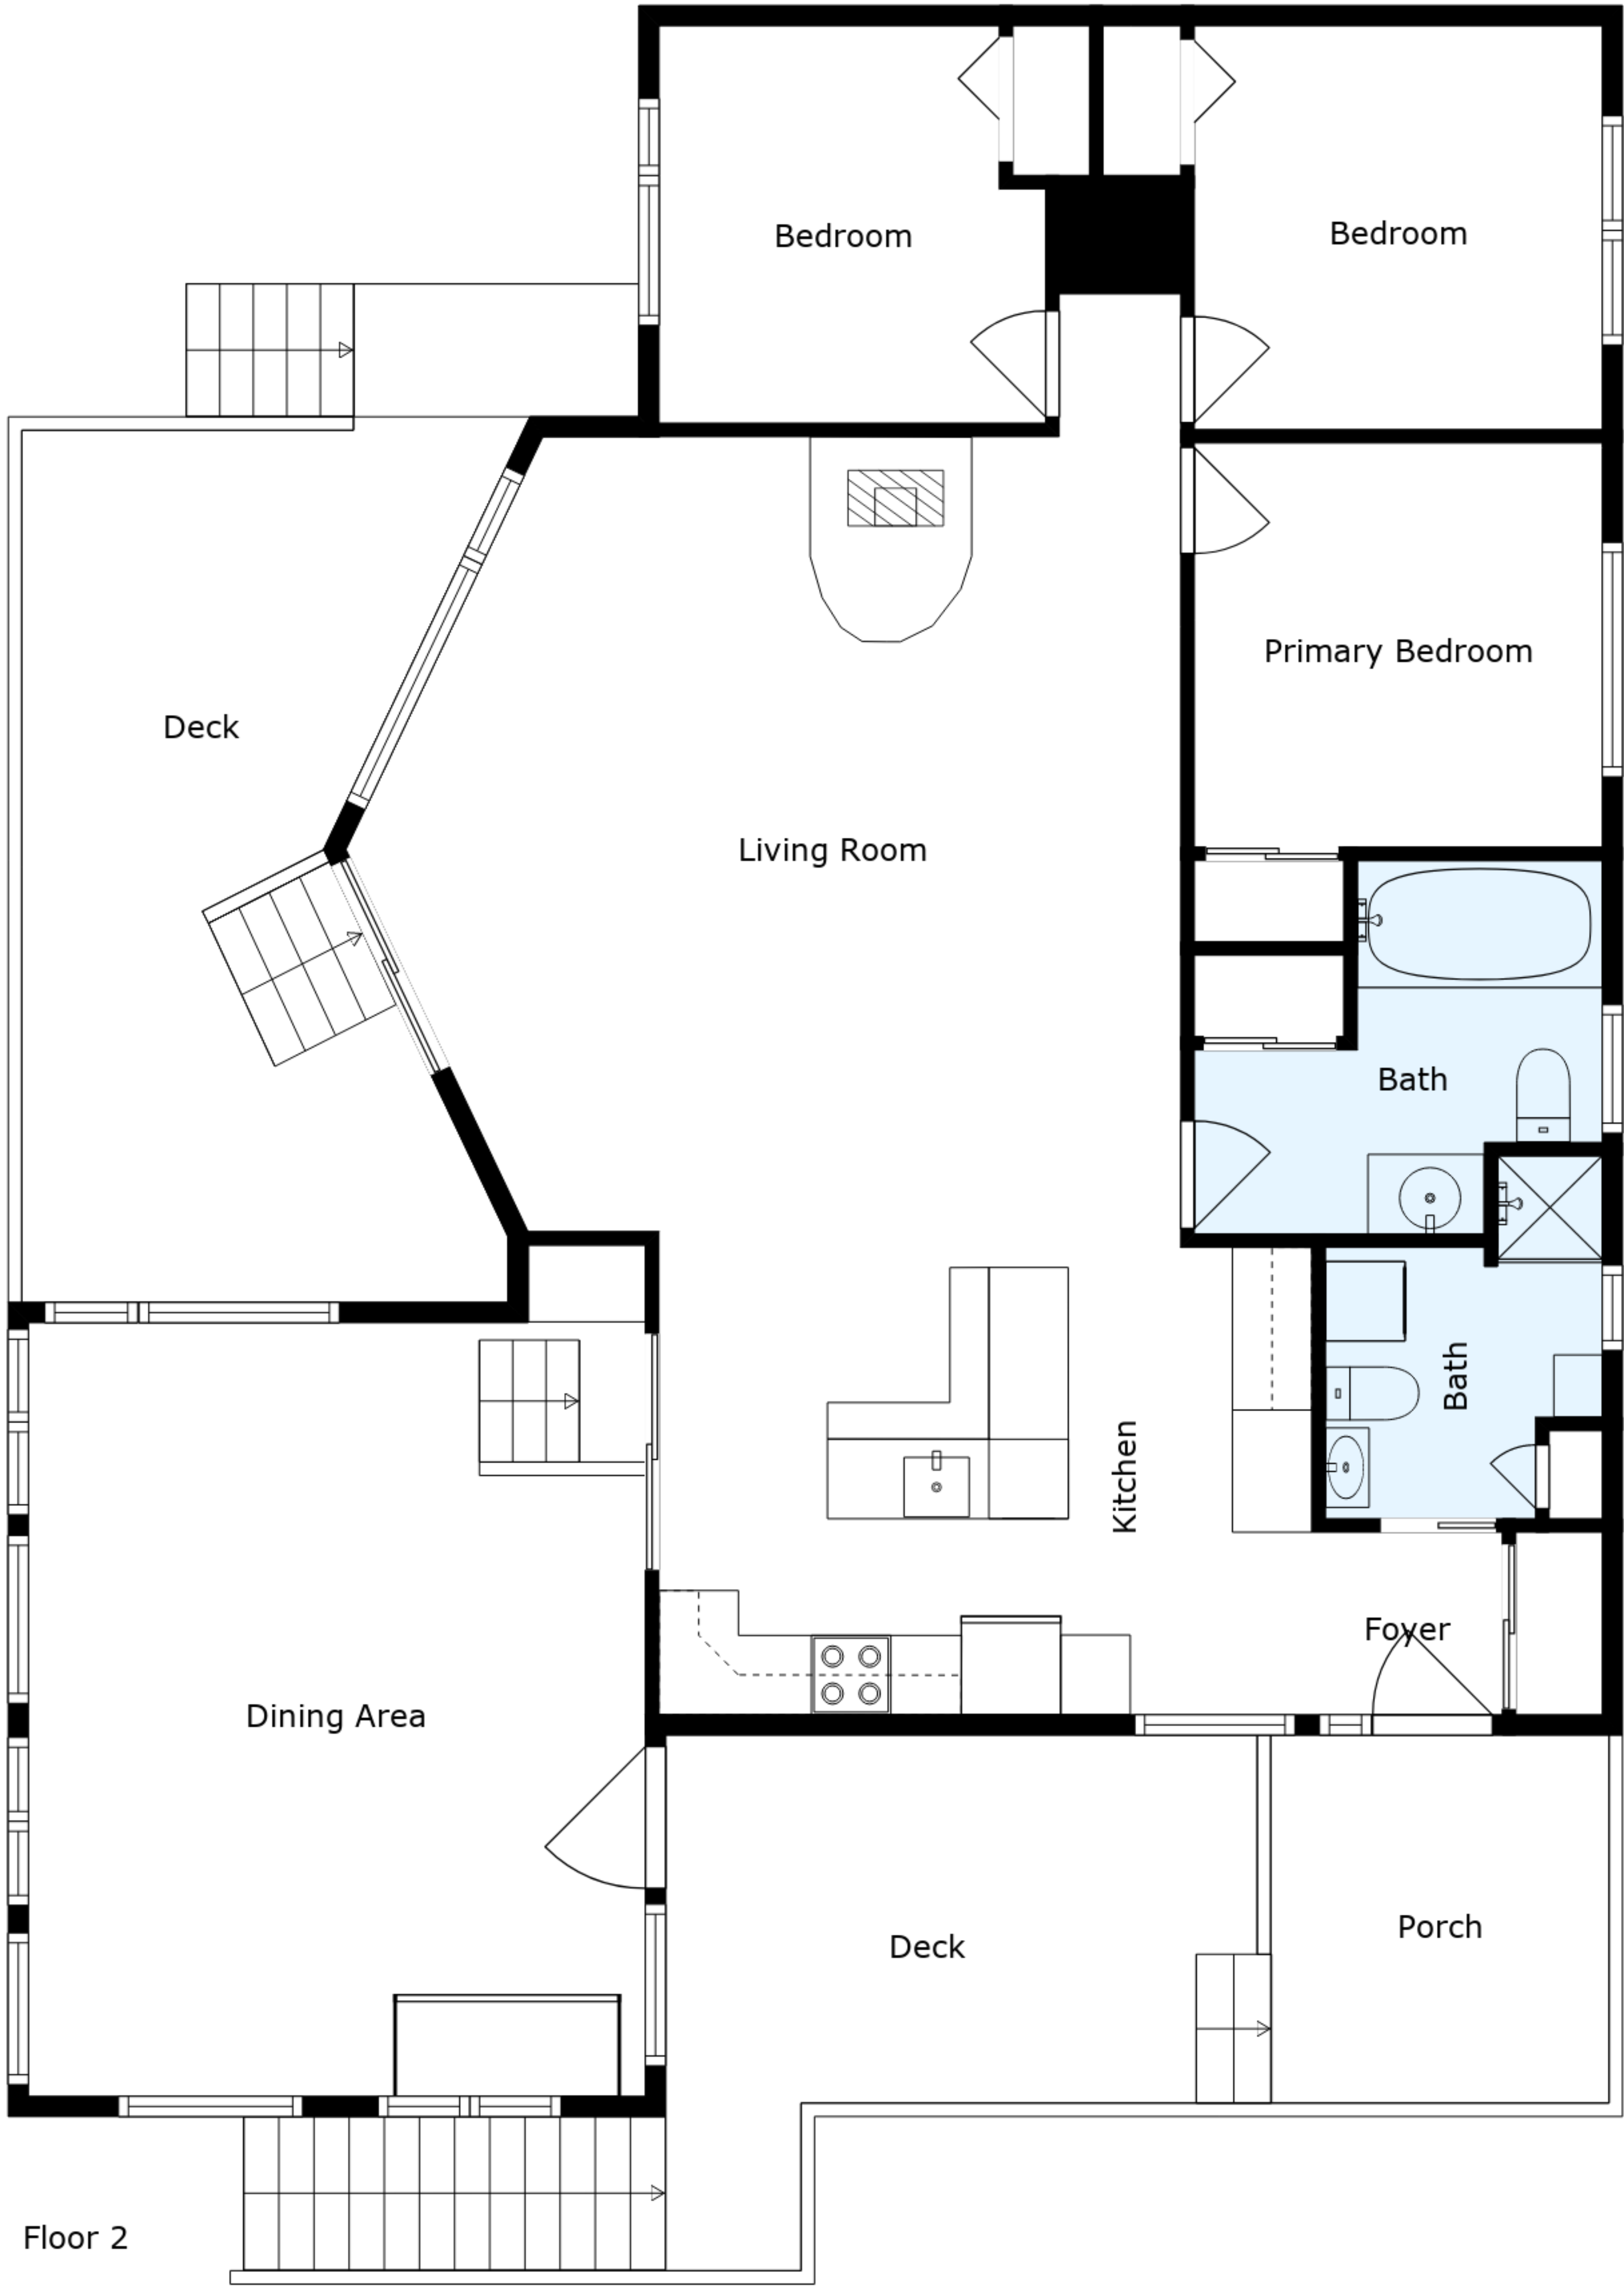 Bedroom
Bedroom
Primary Bedroom
Deck
Living Room
Bath
Bath
Kitchen
Foyer
Dining Area
Porch
Deck
Floor 2